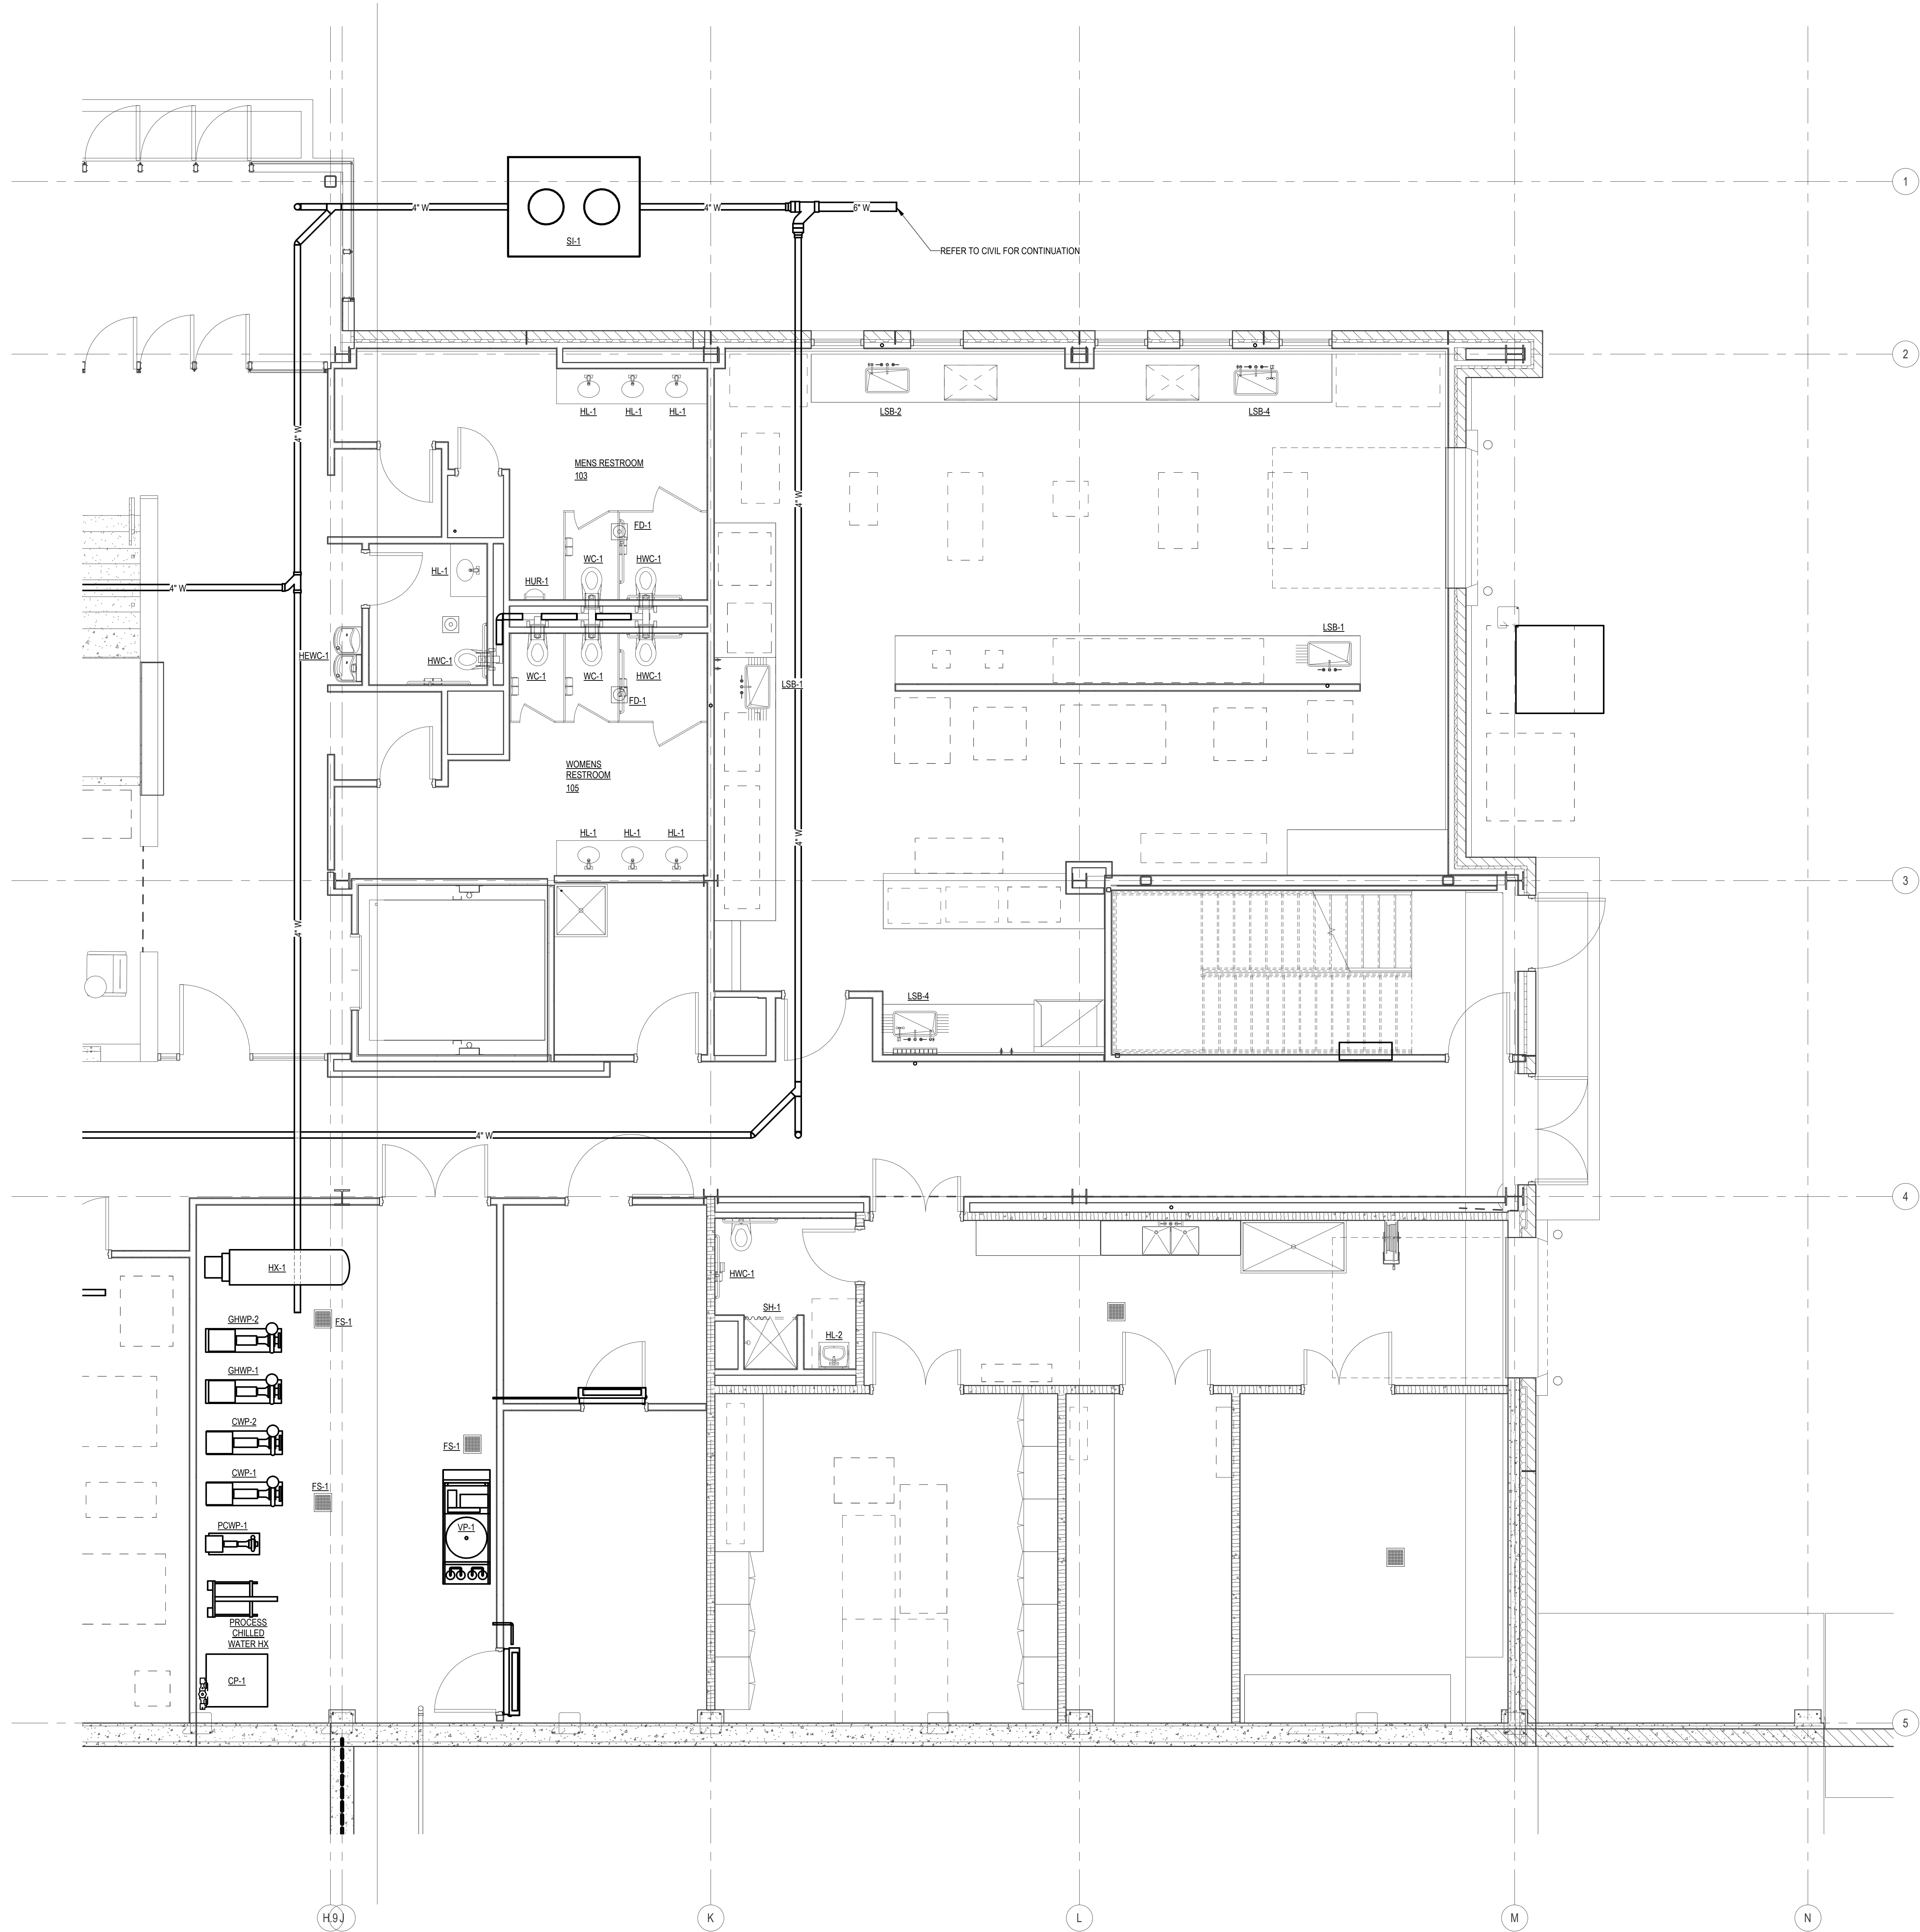 1
4" W
4" W
6" W
SI-1
REFER TO CIVIL FOR CONTINUATION
2
HL-1
HL-1
HL-1
LSB-2
LSB-4
4" W
MENS RESTROOM
103
4" W
FD-1
WC-1
HWC-1
HL-1
HUR-1
4" W
LSB-1
HEWC-1
HWC-1
WC-1
WC-1
HWC-1
LSB-1
FD-1
WOMENS
RESTROOM
105
HL-1
HL-1
HL-1
4" W
3
4" W
LSB-4
4" W
4
HX-1
HWC-1
SH-1
GHWP-2
FS-1
HL-2
GHWP-1
CWP-2
FS-1
CWP-1
FS-1
PCWP-1
VP-1
PROCESS
CHILLED
WATER HX
CP-1
5
H.9
J
K
L
M
N